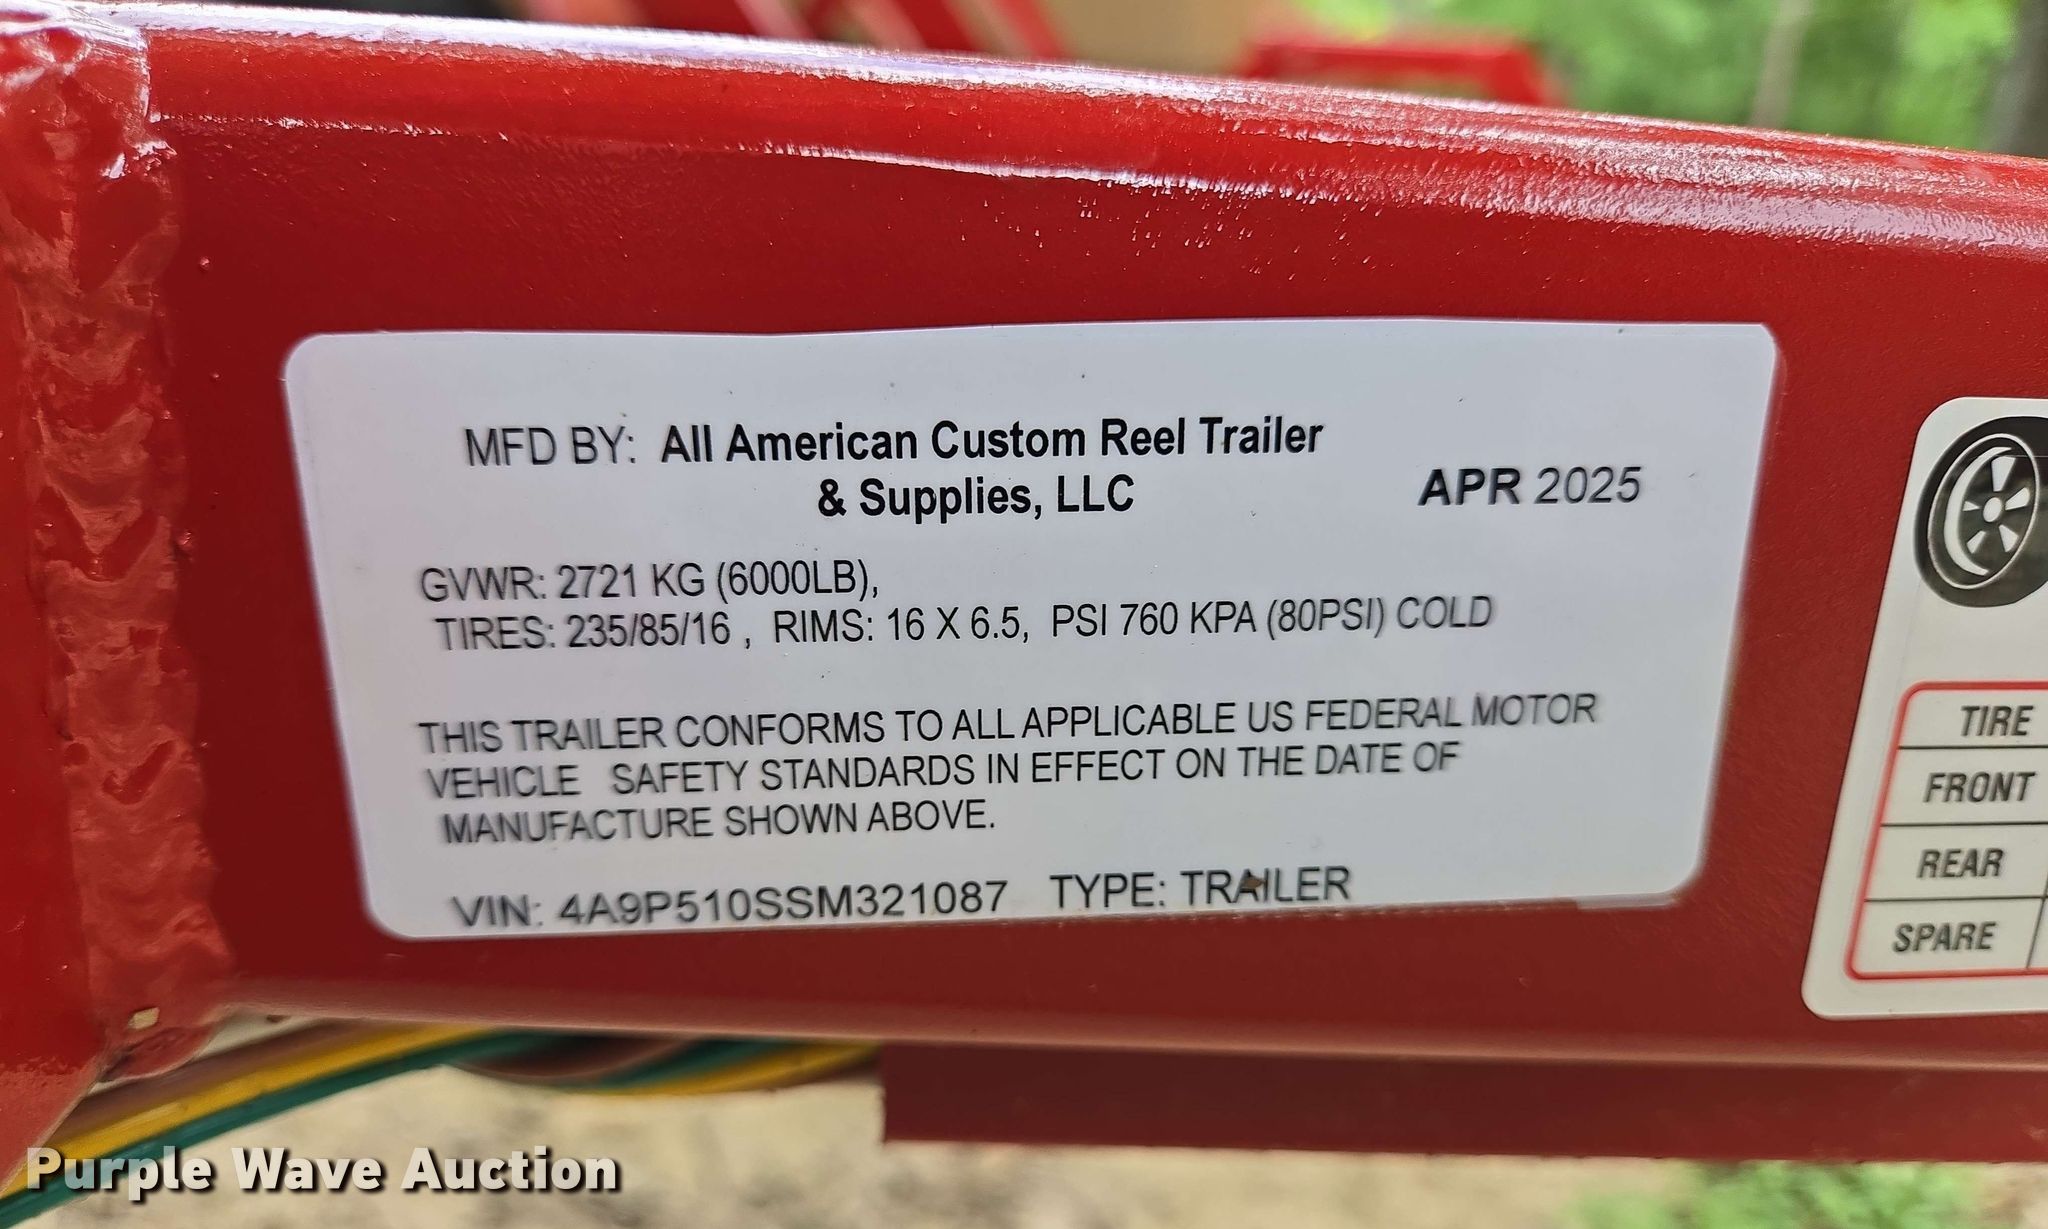 MFD BY: All American Custom Reel Trailer
& Supplies, LLC
APR 2025
GVWR: 2721 KG (6000LB),
TIRES: 235/85/16 , RIMS: 16 X 6.5, PSI 760 KPA (80PSI) COLD
THIS TRAILER CONFORMS TO ALL APPLICABLE US FEDERAL MOTOR
VEHICLE SAFETY STANDARDS IN EFFECT ON THE DATE OF
MANUFACTURE SHOWN ABOVE.
VIN: 4A9P510SSM321087 TYPE: TRAILER
TIRE
FRONT
REAR
SPARE
Purple Wave Auction